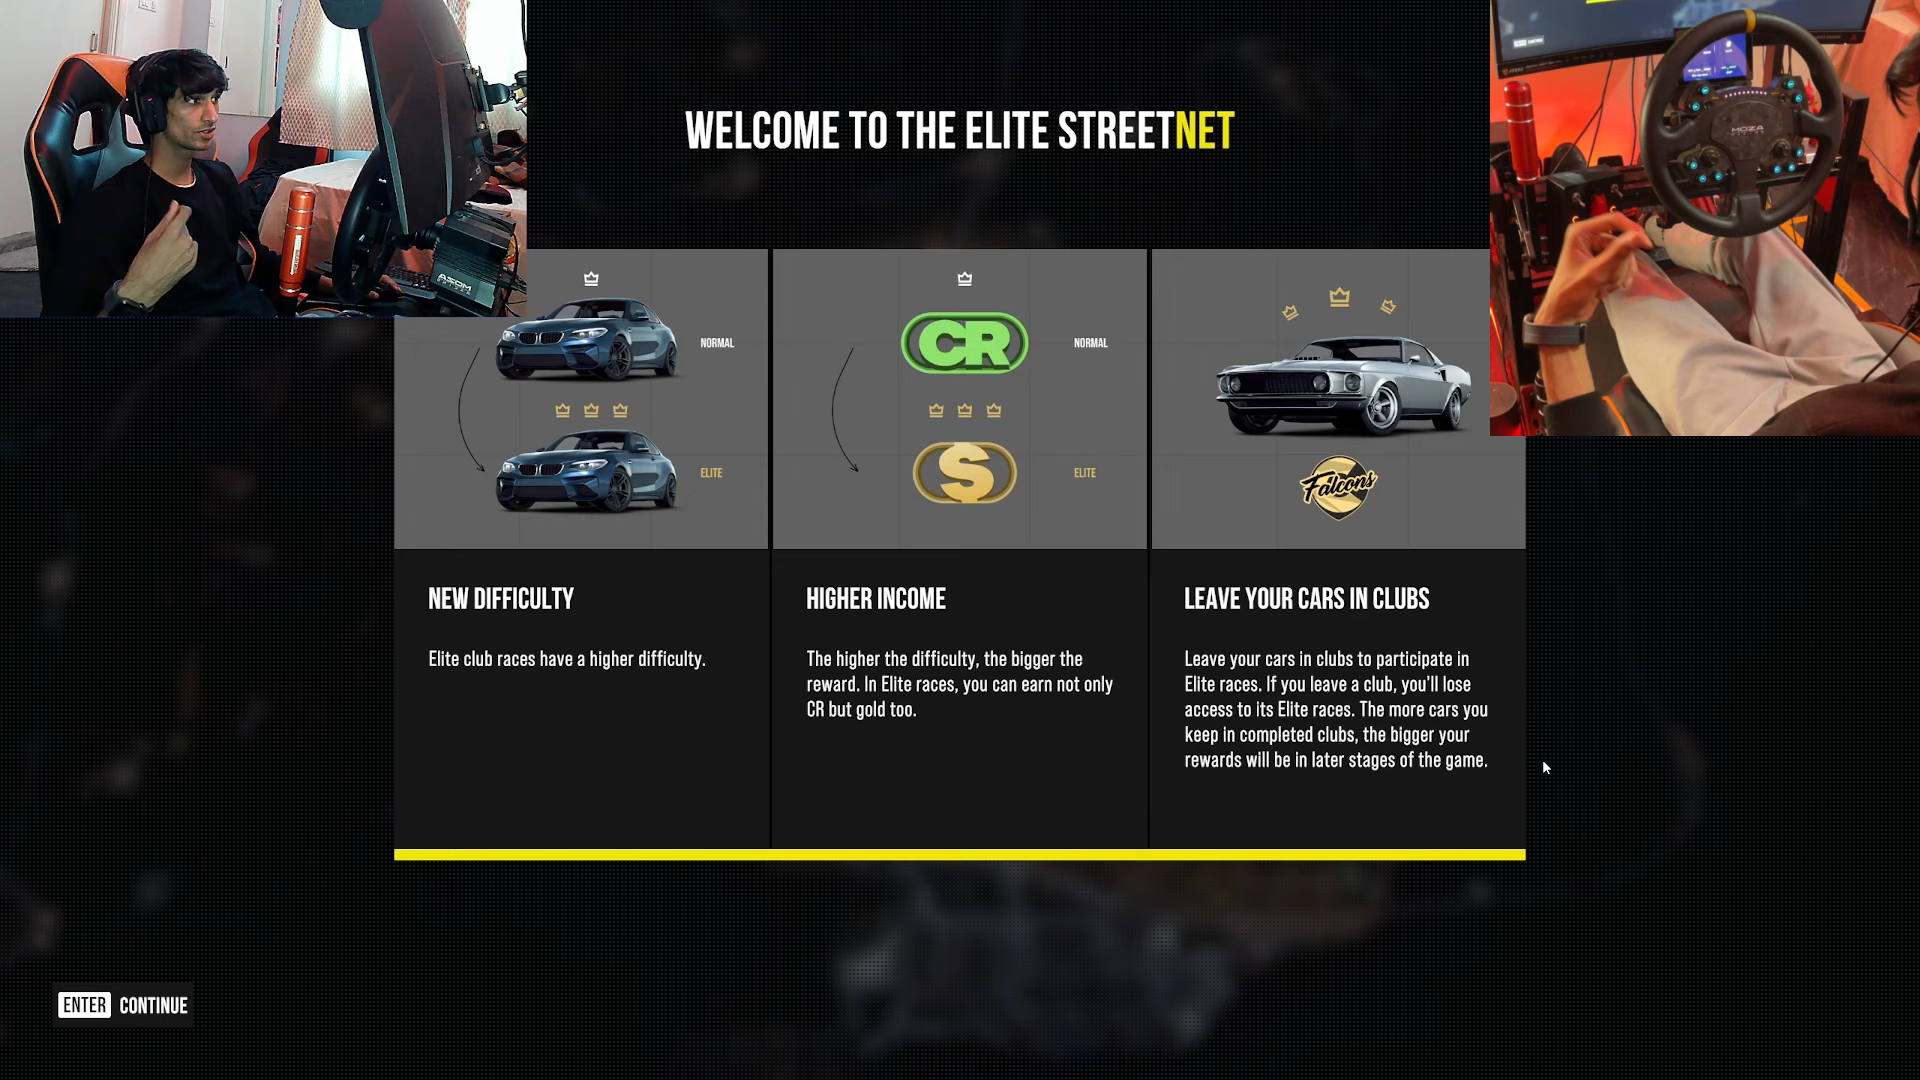 WELCOME TO THE ELITE STREETNET
NORMAL
ELITE
NORMAL
CR
S
ELITE
Falcons
NEW DIFFICULTY
Elite club races have a higher difficulty.
HIGHER INCOME
The higher the difficulty, the bigger the
reward. In Elite races, you can earn not only
CR but gold too.
LEAVE YOUR CARS IN CLUBS
Leave your cars in clubs to participate in
Elite races. If you leave a club, you'll lose
access to its Elite races. The more cars you
keep in completed clubs, the bigger your
rewards will be in later stages of the game.
ENTER CONTINUE
MOZA